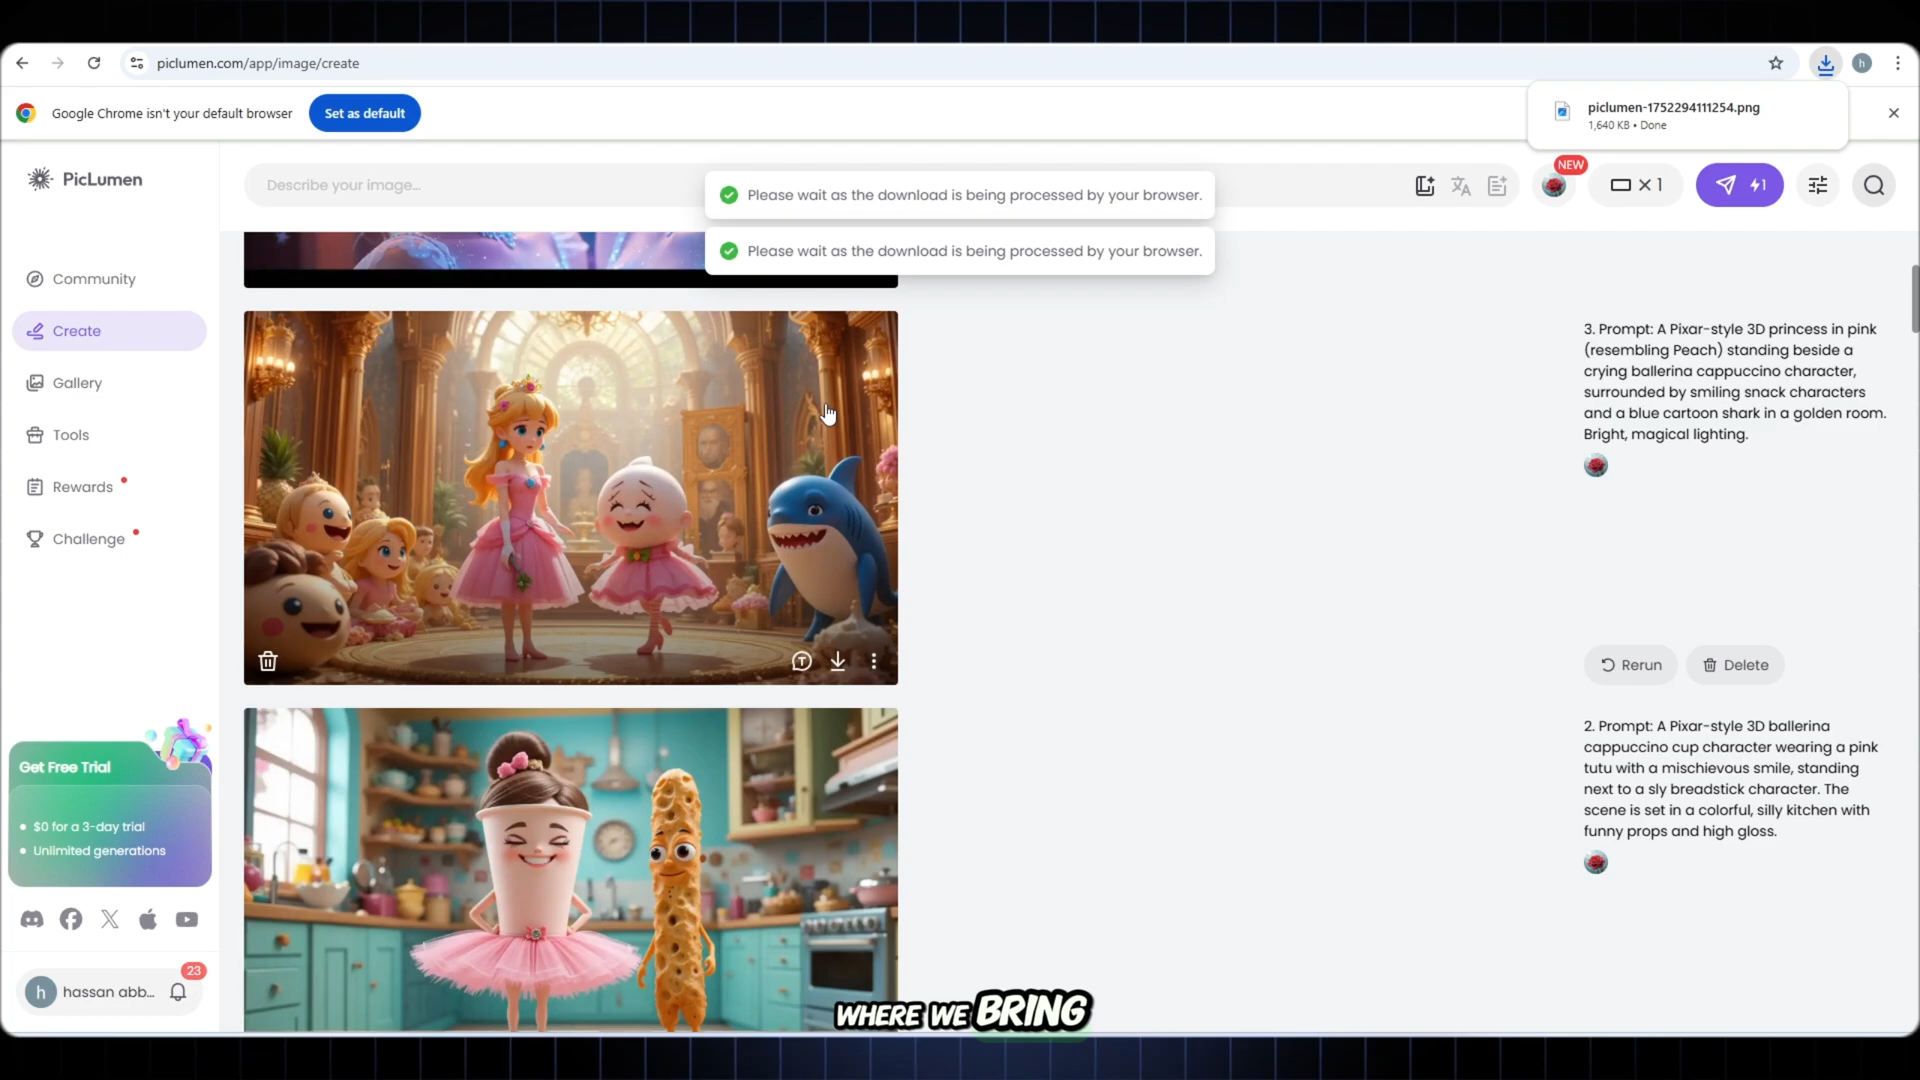 piclumen.com/app/image/create
h
Google Chrome isn't your default browser
Set as default
piclumen-1752294111254.png
1,640 KB • Done
PicLumen
Describe your image...
Please wait as the download is being processed by your browser.
Please wait as the download is being processed by your browser.
NEW
× 1
1
Community
Create
Gallery
Tools
Rewards
Challenge
3. Prompt: A Pixar-style 3D princess in pink
(resembling Peach) standing beside a
crying ballerina cappuccino character,
surrounded by smiling snack characters
and a blue cartoon shark in a golden room.
Bright, magical lighting.
Rerun
Delete
2. Prompt: A Pixar-style 3D ballerina
cappuccino cup character wearing a pink
tutu with a mischievous smile, standing
next to a sly breadstick character. The
scene is set in a colorful, silly kitchen with
funny props and high gloss.
Get Free Trial
• $0 for a 3-day trial
• Unlimited generations
h
hassan abb...
23
WHERE WE BRING